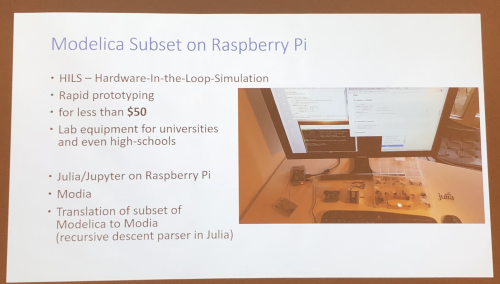 Modelica Subset on Raspberry Pi
• HILS – Hardware-In-the-Loop-Simulation
• Rapid prototyping
• for less than $50
• Lab equipment for universities
and even high-schools
• Julia/Jupyter on Raspberry Pi
• Modia
• Translation of subset of
Modelica to Modia
(recursive descent parser in Julia)
julia